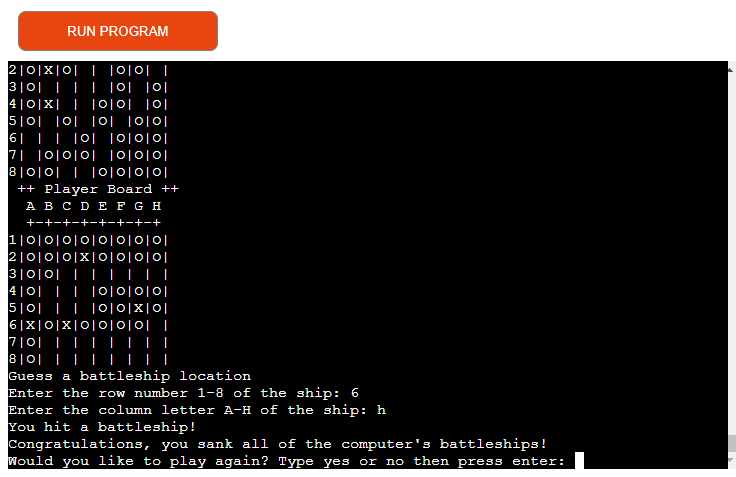 RUN PROGRAM
2|O|X|O| | |O|O| |
3|O| | | | |O| |O|
4|O|X| | |O|O| |O|
5|O| |O| |O| |O|O|
6| | | |O| |O|O|O|
7| |O|O|O| |O|O|O|
8|O|O| | |O|O|O|O|
 ++ Player Board ++
  A B C D E F G H
  +-+-+-+-+-+-+-+
1|O|O|O|O|O|O|O|O|
2|O|O|O|X|O|O|O|O|
3|O|O| | | | | | |
4|O| | | |O|O|O|O|
5|O| | | |O|O|X|O|
6|X|O|X|O|O|O|O| |
7|O| | | | | | | |
8|O| | | | | | | |
Guess a battleship location
Enter the row number 1-8 of the ship: 6
Enter the column letter A-H of the ship: h
You hit a battleship!
Congratulations, you sank all of the computer's battleships!
Would you like to play again? Type yes or no then press enter: